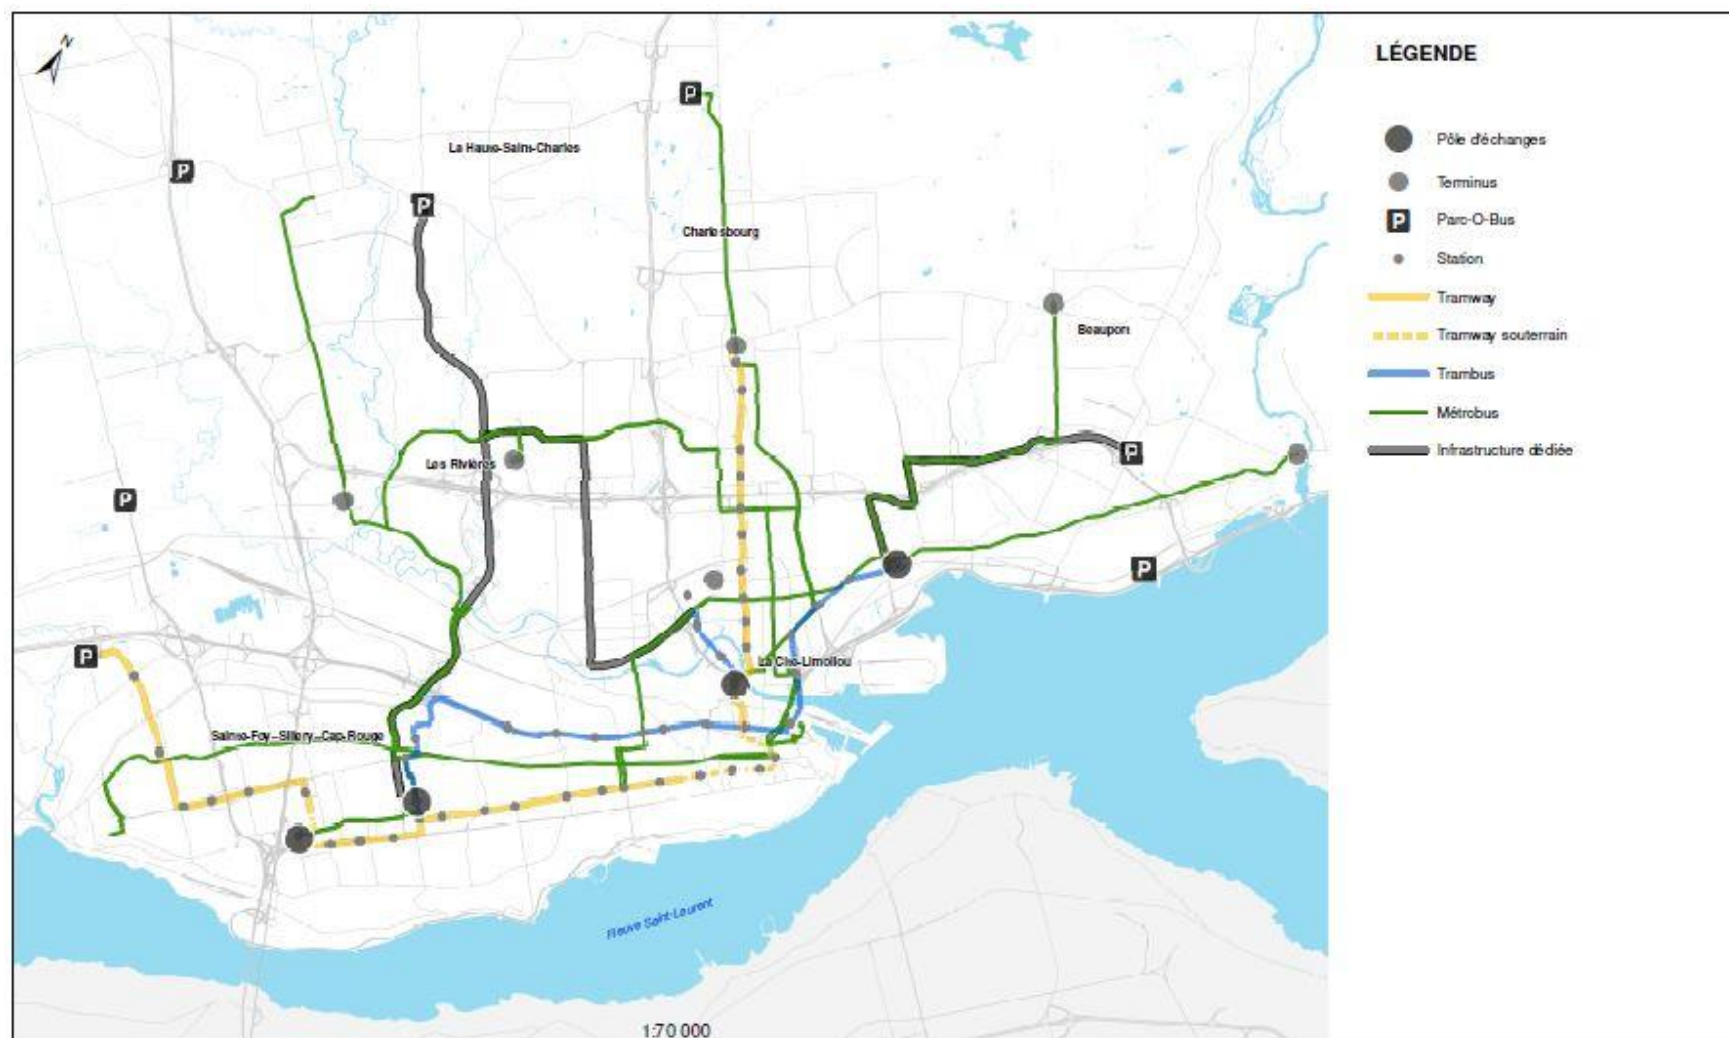 N
LÉGENDE
Pôle d'échanges
Terminus
P
Parc-O-Bus
Station
Tramway
Tramway souterrain
Trambus
Métrobus
Infrastructure dédiée
P
La Haute-Saint-Charles
P
P
Charlesbourg
Beauport
P
Les Rivières
P
P
P
La Cité-Limoilou
Sainte-Foy--Sillery--Cap-Rouge
Fleuve Saint-Laurent
1:70 000